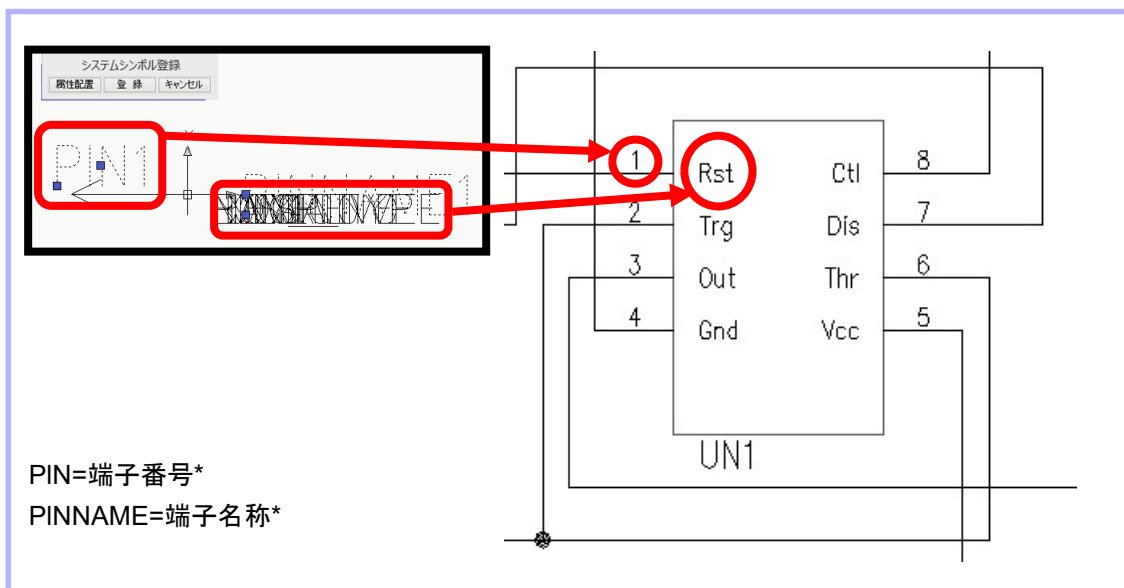 システムシンボル登録
属性配置 登 録 キャンセル
PIN1
1 Rst Ctl 8
2 Trg Dis 7
3 Out Thr 6
4 Gnd Vcc 5
UN1
PIN=端子番号*
PINNAME=端子名称*